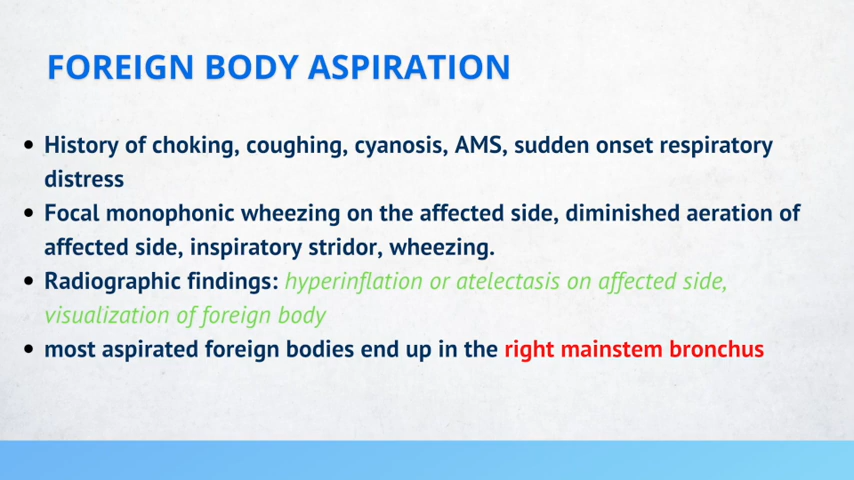 FOREIGN BODY ASPIRATION
• History of choking, coughing, cyanosis, AMS, sudden onset respiratory
distress
• Focal monophonic wheezing on the affected side, diminished aeration of
affected side, inspiratory stridor, wheezing.
• Radiographic findings: hyperinflation or atelectasis on affected side,
visualization of foreign body
• most aspirated foreign bodies end up in the right mainstem bronchus